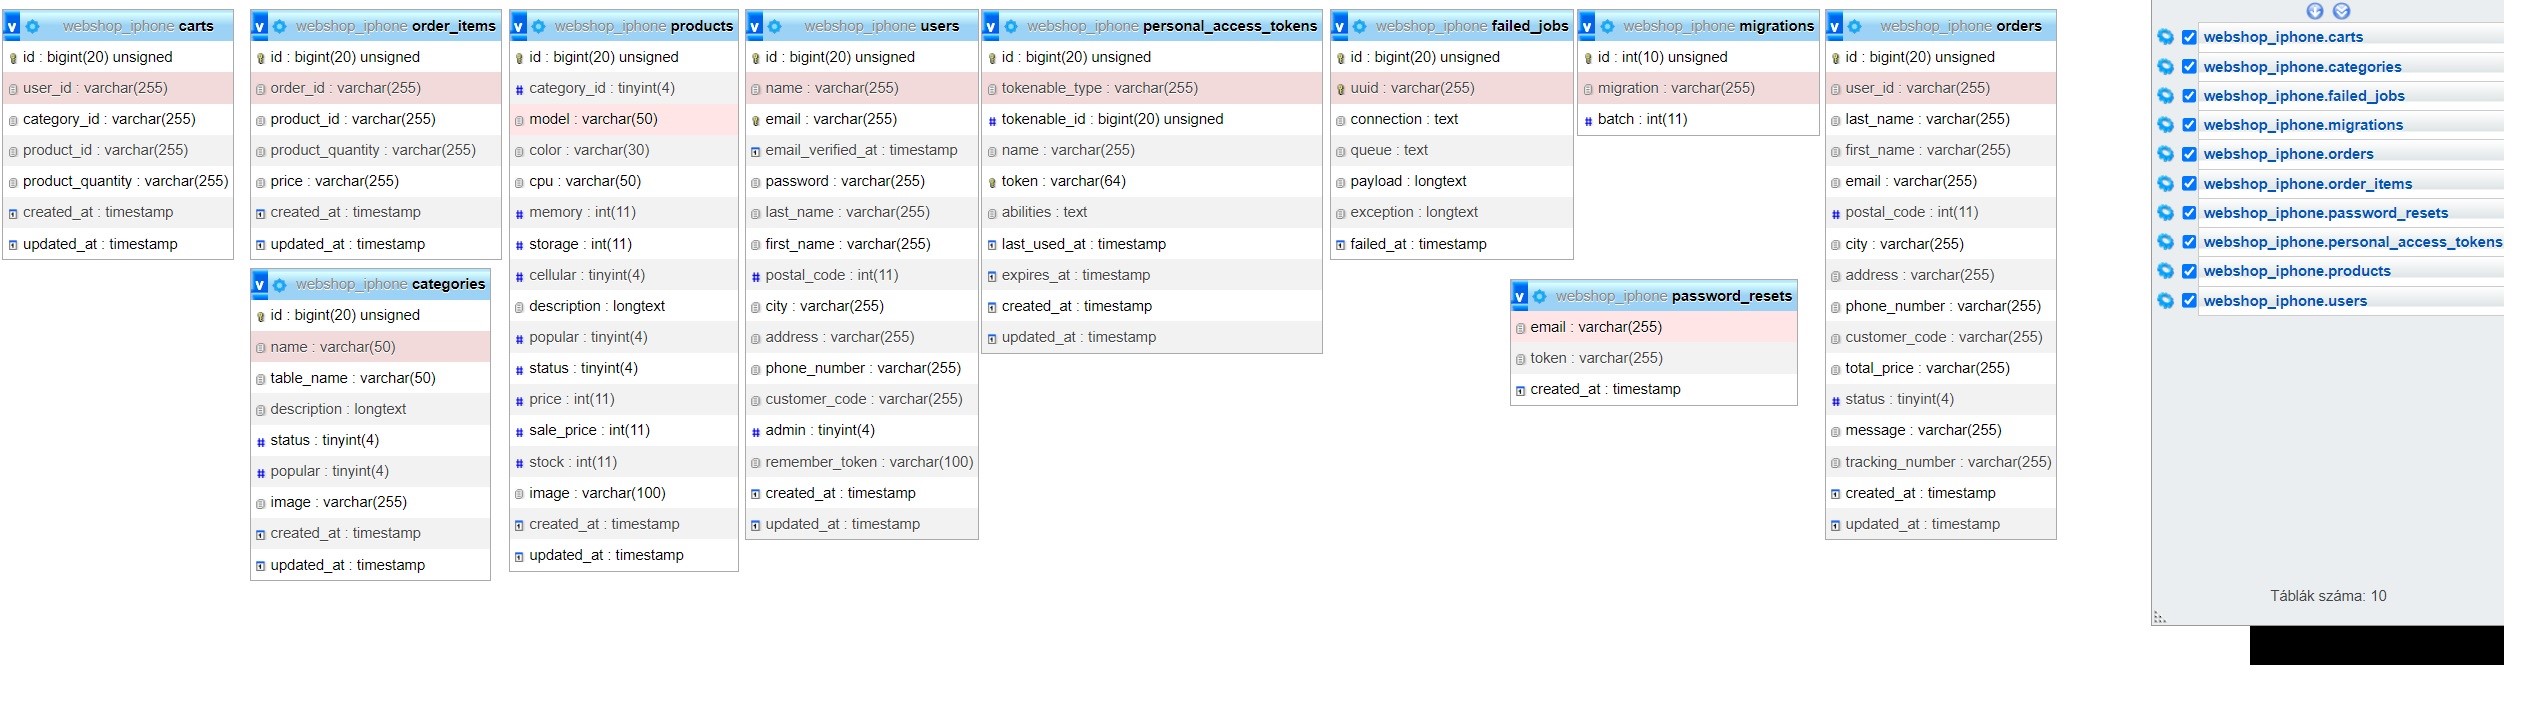 webshop_iphone carts
id : bigint(20) unsigned
user_id : varchar(255)
category_id : varchar(255)
product_id : varchar(255)
product_quantity : varchar(255)
created_at : timestamp
updated_at : timestamp
webshop_iphone order_items
id : bigint(20) unsigned
order_id : varchar(255)
product_id : varchar(255)
product_quantity : varchar(255)
price : varchar(255)
created_at : timestamp
updated_at : timestamp
webshop_iphone categories
id : bigint(20) unsigned
name : varchar(50)
table_name : varchar(50)
description : longtext
status : tinyint(4)
popular : tinyint(4)
image : varchar(255)
created_at : timestamp
updated_at : timestamp
webshop_iphone products
id : bigint(20) unsigned
category_id : tinyint(4)
model : varchar(50)
color : varchar(30)
cpu : varchar(50)
memory : int(11)
storage : int(11)
cellular : tinyint(4)
description : longtext
popular : tinyint(4)
status : tinyint(4)
price : int(11)
sale_price : int(11)
stock : int(11)
image : varchar(100)
created_at : timestamp
updated_at : timestamp
webshop_iphone users
id : bigint(20) unsigned
name : varchar(255)
email : varchar(255)
email_verified_at : timestamp
password : varchar(255)
last_name : varchar(255)
first_name : varchar(255)
postal_code : int(11)
city : varchar(255)
address : varchar(255)
phone_number : varchar(255)
customer_code : varchar(255)
admin : tinyint(4)
remember_token : varchar(100)
created_at : timestamp
updated_at : timestamp
webshop_iphone personal_access_tokens
id : bigint(20) unsigned
tokenable_type : varchar(255)
tokenable_id : bigint(20) unsigned
name : varchar(255)
token : varchar(64)
abilities : text
last_used_at : timestamp
expires_at : timestamp
created_at : timestamp
updated_at : timestamp
webshop_iphone failed_jobs
id : bigint(20) unsigned
uuid : varchar(255)
connection : text
queue : text
payload : longtext
exception : longtext
failed_at : timestamp
webshop_iphone migrations
id : int(10) unsigned
migration : varchar(255)
batch : int(11)
webshop_iphone password_resets
email : varchar(255)
token : varchar(255)
created_at : timestamp
webshop_iphone orders
id : bigint(20) unsigned
user_id : varchar(255)
last_name : varchar(255)
first_name : varchar(255)
email : varchar(255)
postal_code : int(11)
city : varchar(255)
address : varchar(255)
phone_number : varchar(255)
customer_code : varchar(255)
total_price : varchar(255)
status : tinyint(4)
message : varchar(255)
tracking_number : varchar(255)
created_at : timestamp
updated_at : timestamp
webshop_iphone.carts
webshop_iphone.categories
webshop_iphone.failed_jobs
webshop_iphone.migrations
webshop_iphone.orders
webshop_iphone.order_items
webshop_iphone.password_resets
webshop_iphone.personal_access_tokens
webshop_iphone.products
webshop_iphone.users
Táblák száma: 10